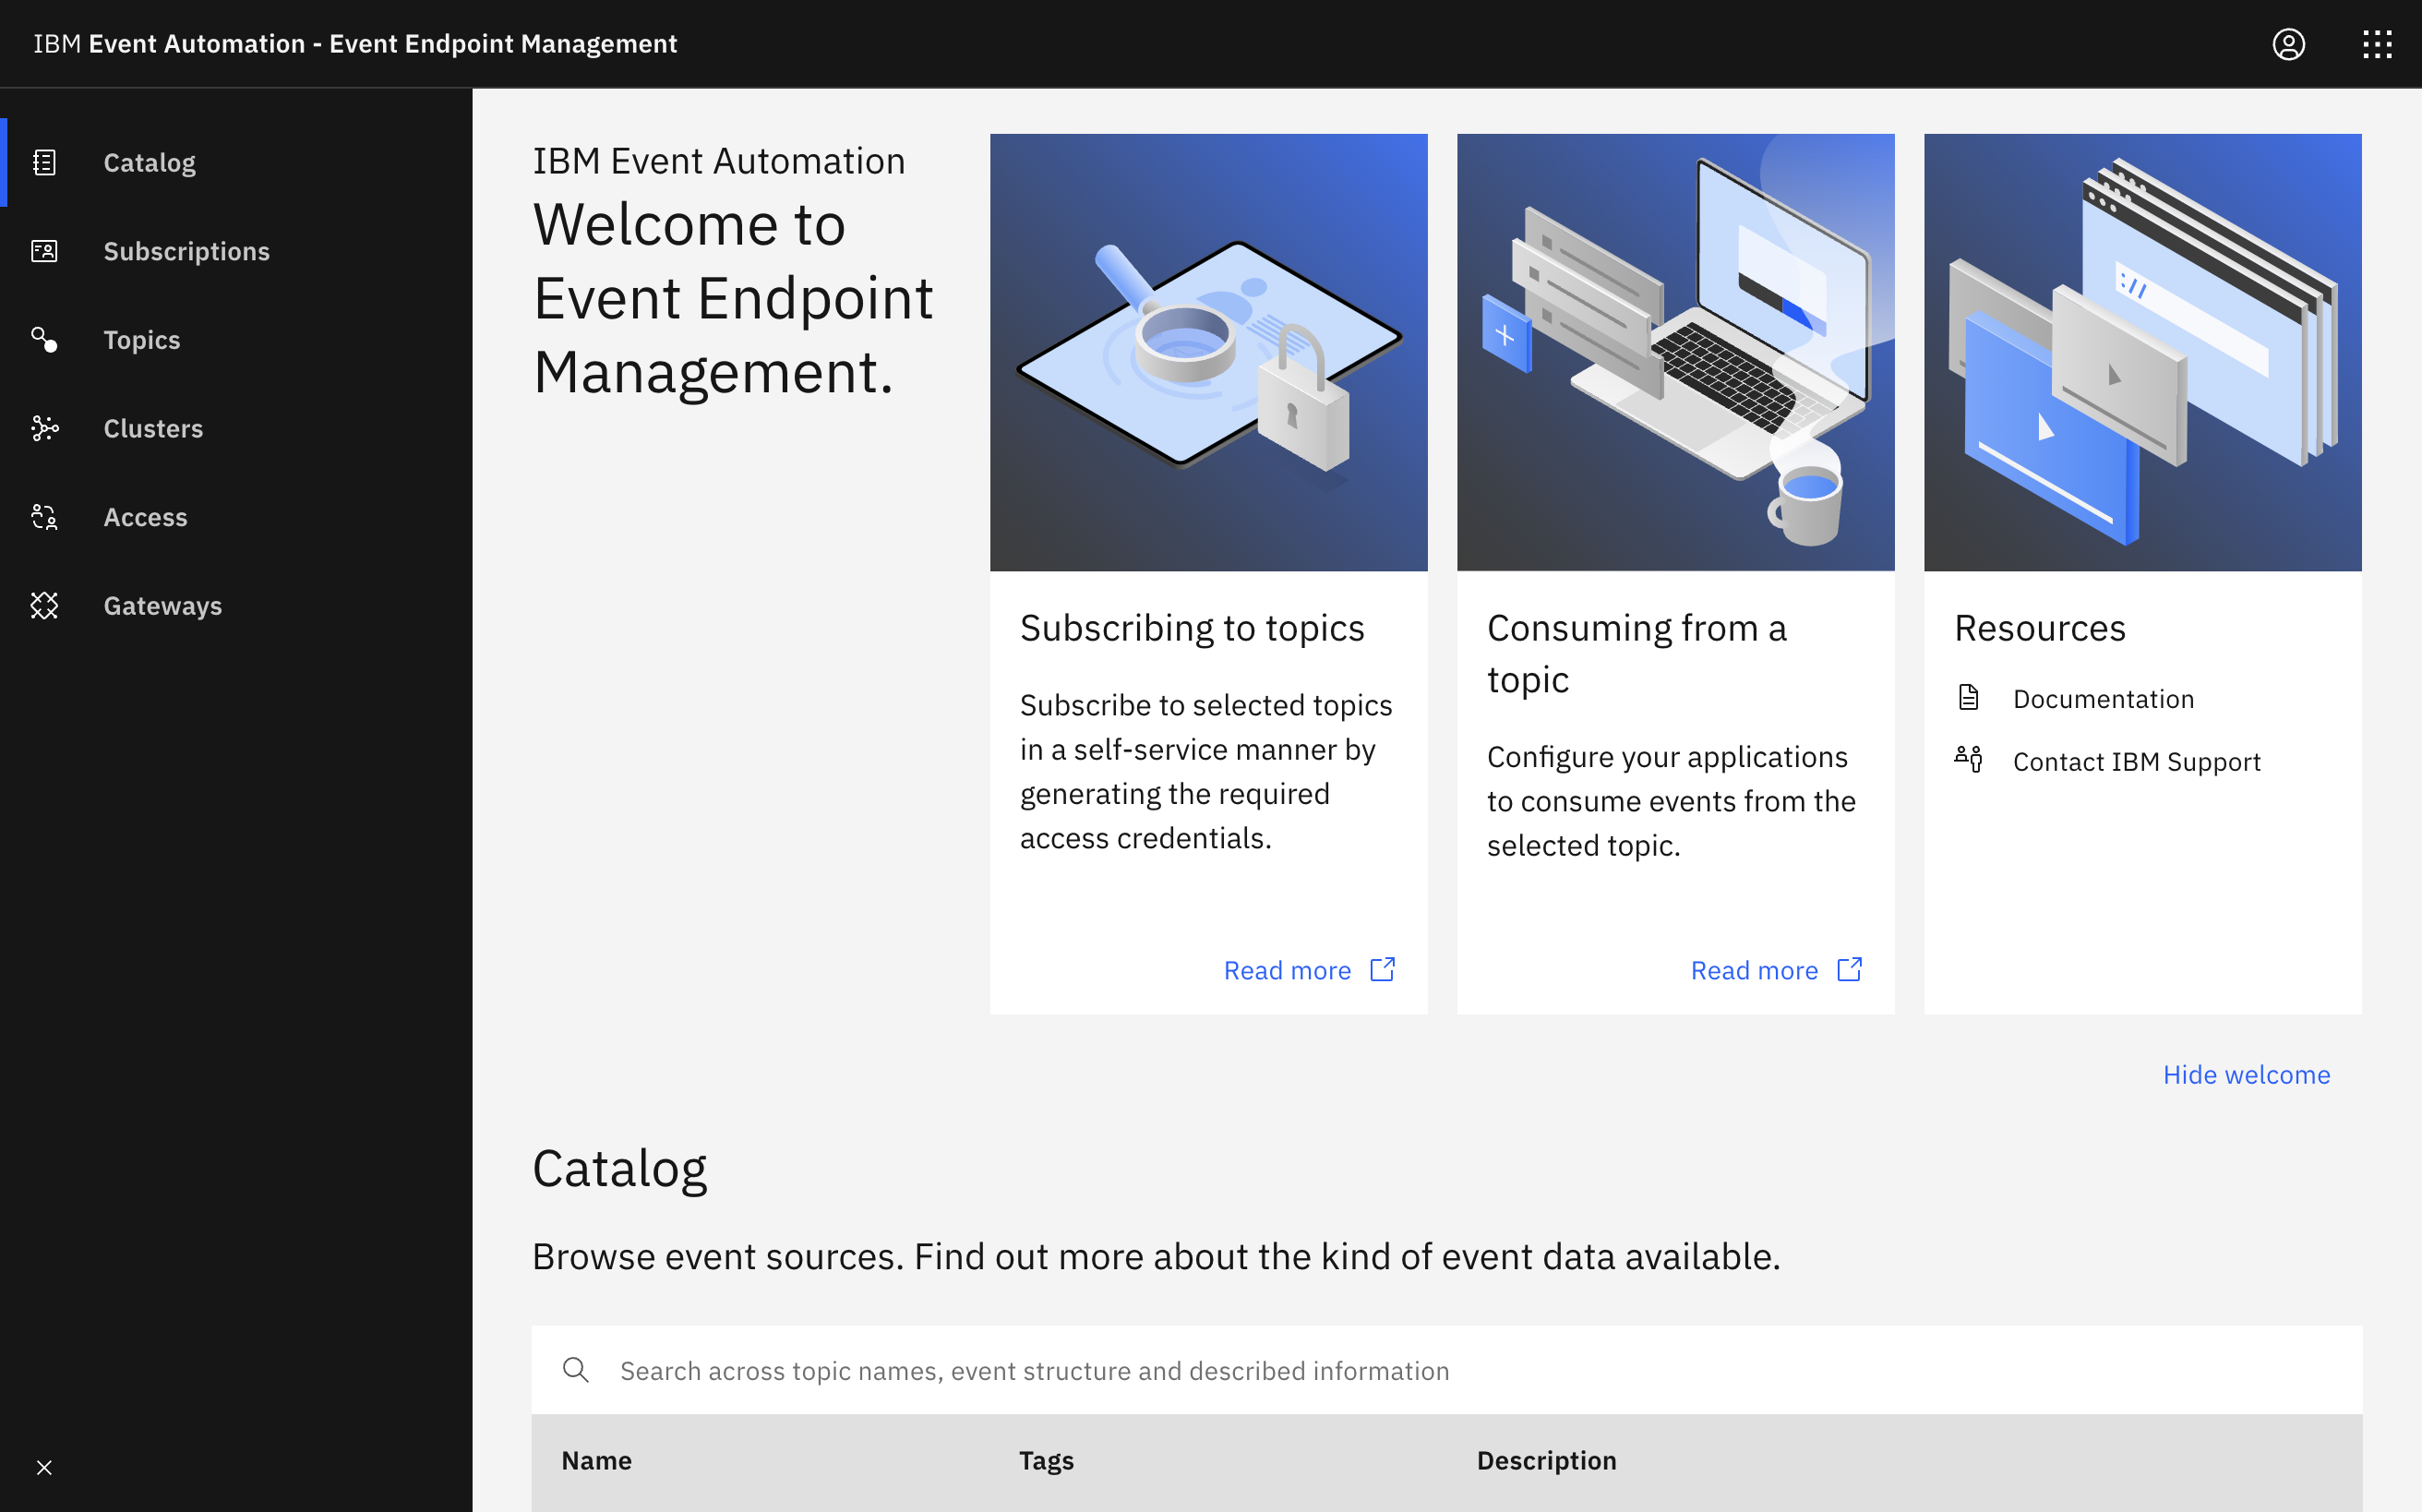 IBM Event Automation - Event Endpoint Management
Catalog
Subscriptions
Topics
Clusters
Access
Gateways
IBM Event Automation
Welcome to
Event Endpoint
Management.
Subscribing to topics
Subscribe to selected topics
in a self-service manner by
generating the required
access credentials.
Read more
Consuming from a
topic
Configure your applications
to consume events from the
selected topic.
Read more
Resources
Documentation
Contact IBM Support
Hide welcome
Catalog
Browse event sources. Find out more about the kind of event data available.
Search across topic names, event structure and described information
Name Tags Description